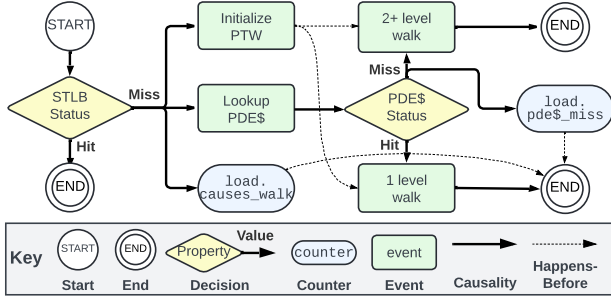 START
Initialize
PTW
2+ level
walk
END
Miss
Miss
STLB
Status
Lookup
PDE$
PDE$
Status
load.
pde$_miss
Hit
Hit
END
load.
causes_walk
1 level
walk
END
Key
START
Start
END
End
Property
Value
Decision
counter
Counter
event
Event
Causality
Happens-
Before